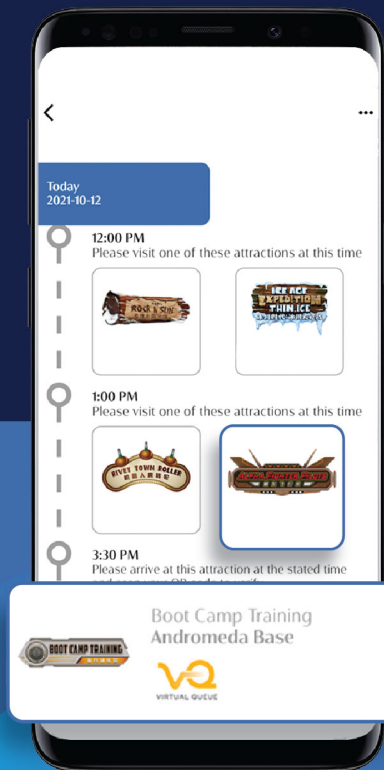 Today
2021-10-12
12:00 PM
Please visit one of these attractions at this time
ROCK N SLIDE
ICE AGE
EXPEDITION
THIN ICE
1:00 PM
Please visit one of these attractions at this time
RIVET TOWN ROLLER
3:30 PM
Please arrive at this attraction at the stated time
BOOT CAMP TRAINING
Boot Camp Training
Andromeda Base
VQ
VIRTUAL QUEUE